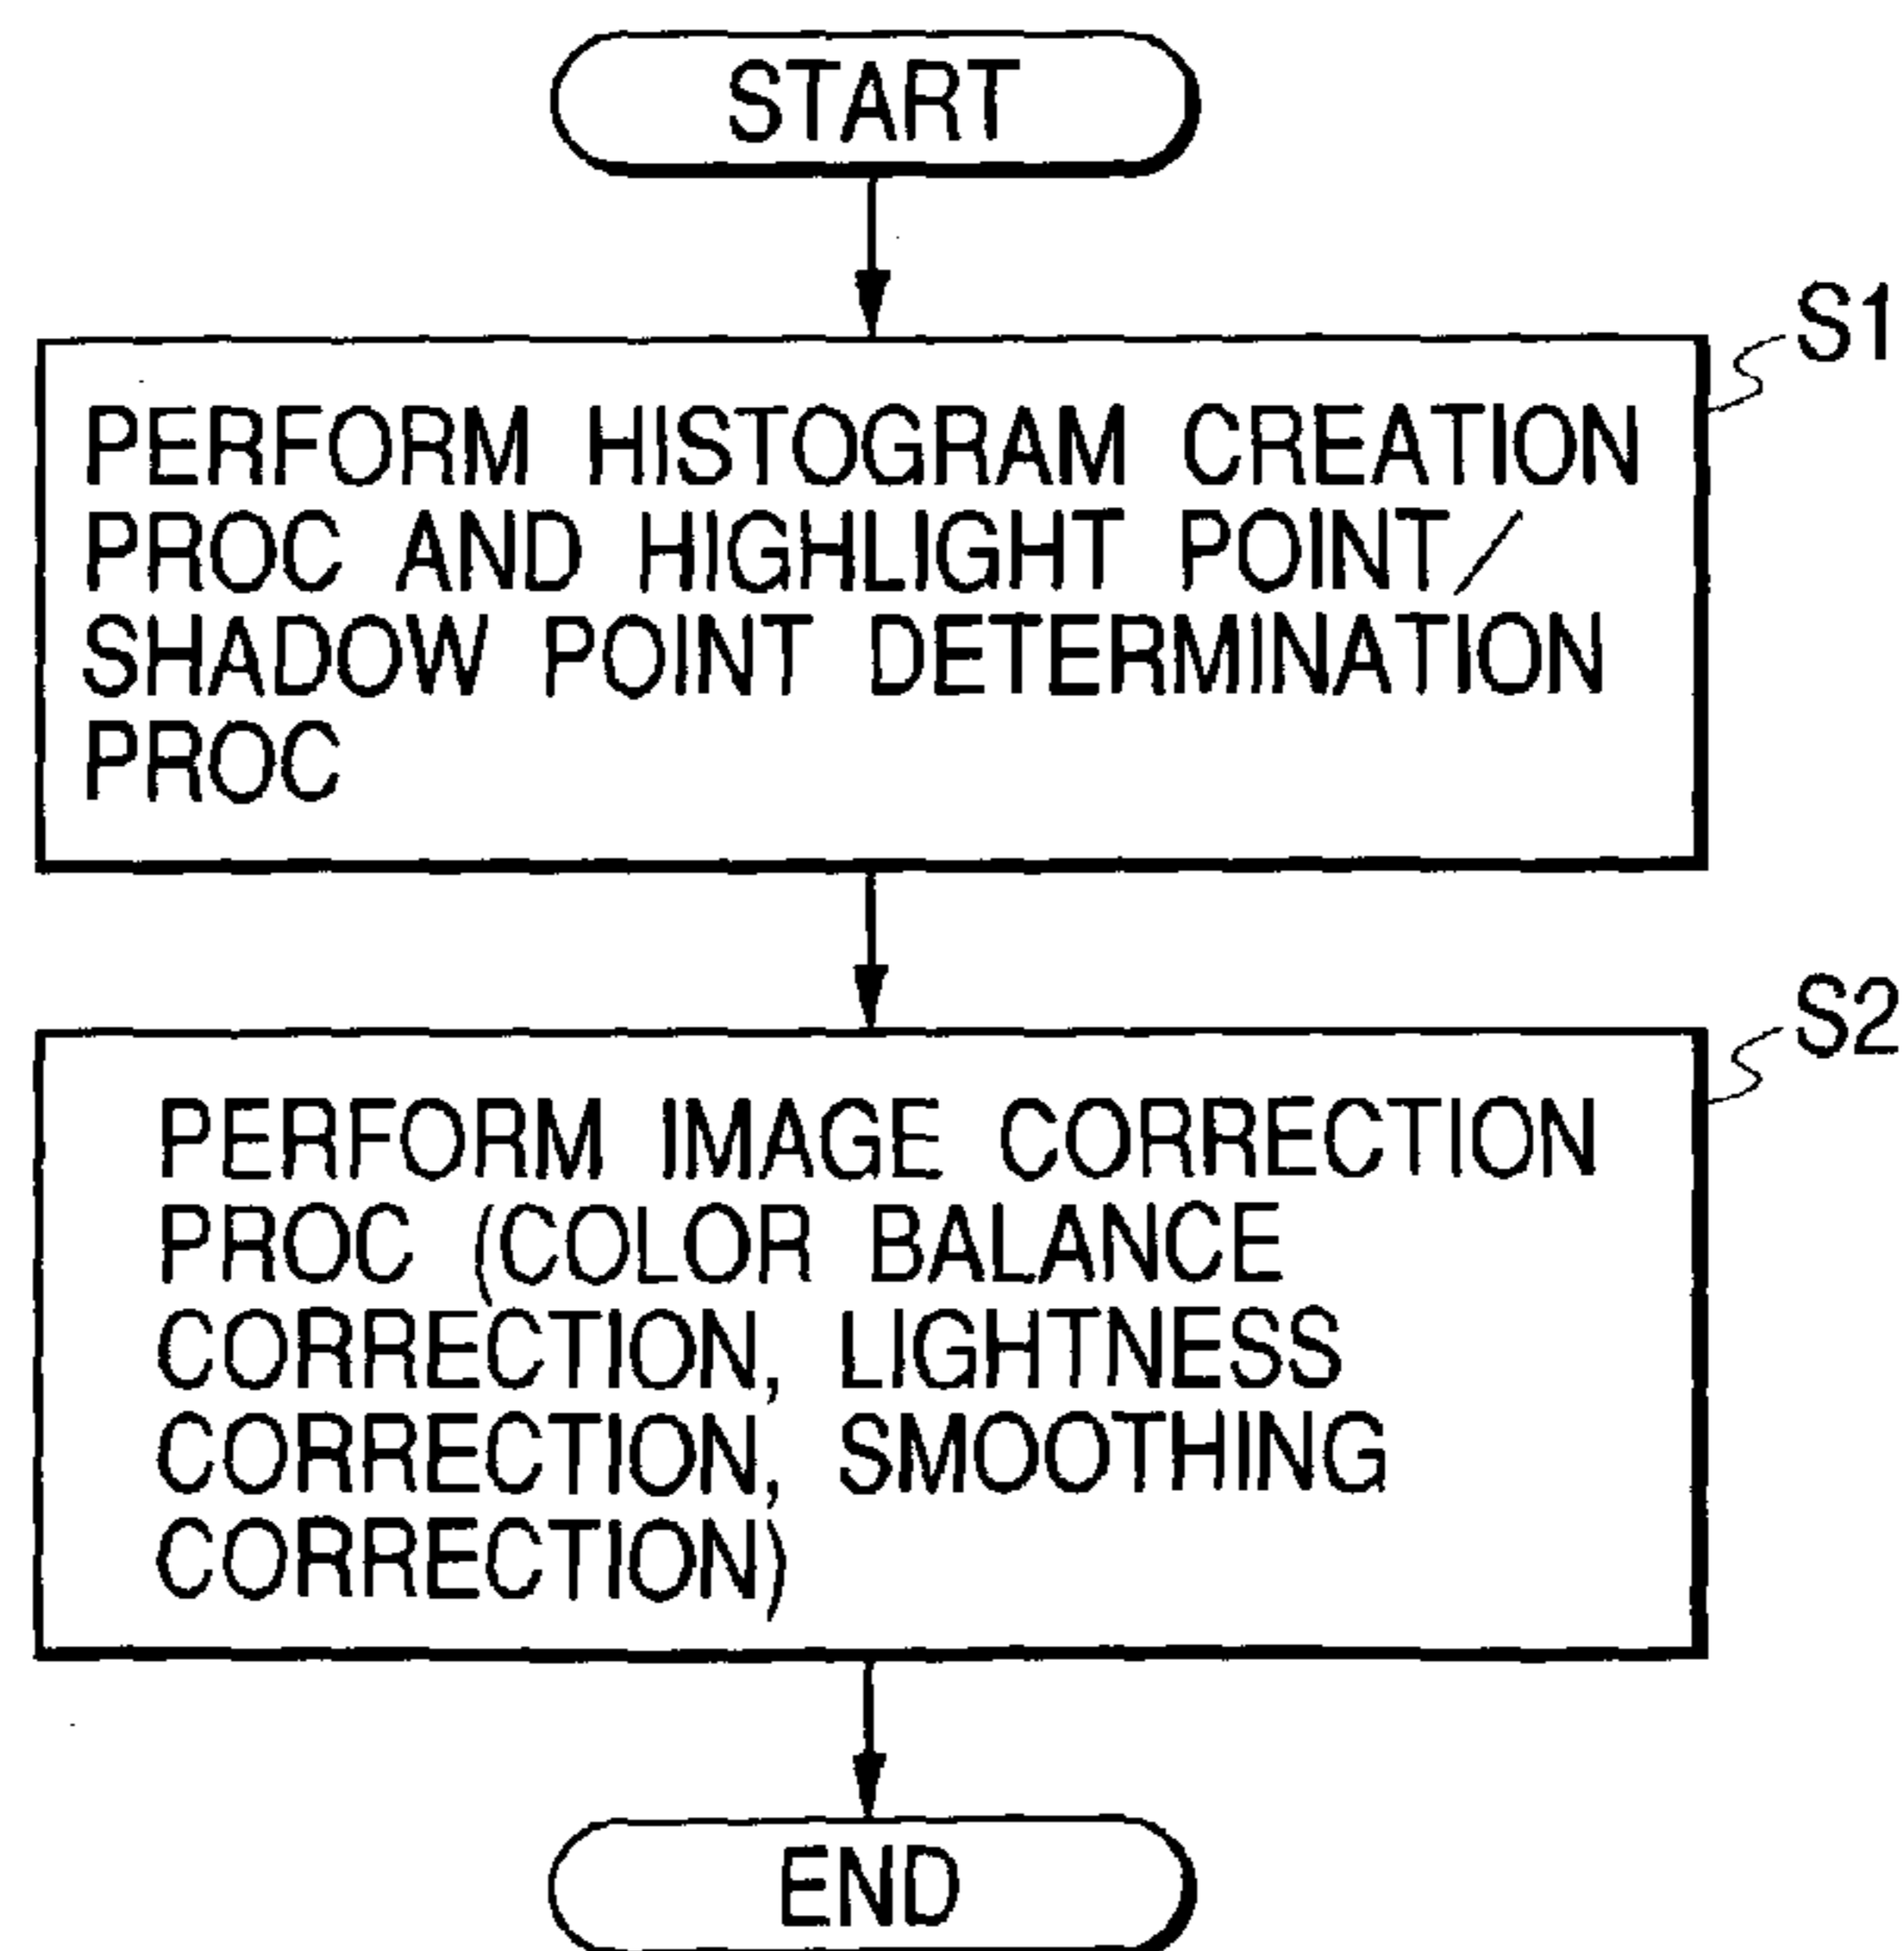 START
S1
PERFORM HISTOGRAM CREATION
PROC AND HIGHLIGHT POINT/
SHADOW POINT DETERMINATION
PROC
S2
PERFORM IMAGE CORRECTION
PROC (COLOR BALANCE
CORRECTION, LIGHTNESS
CORRECTION, SMOOTHING
CORRECTION)
END